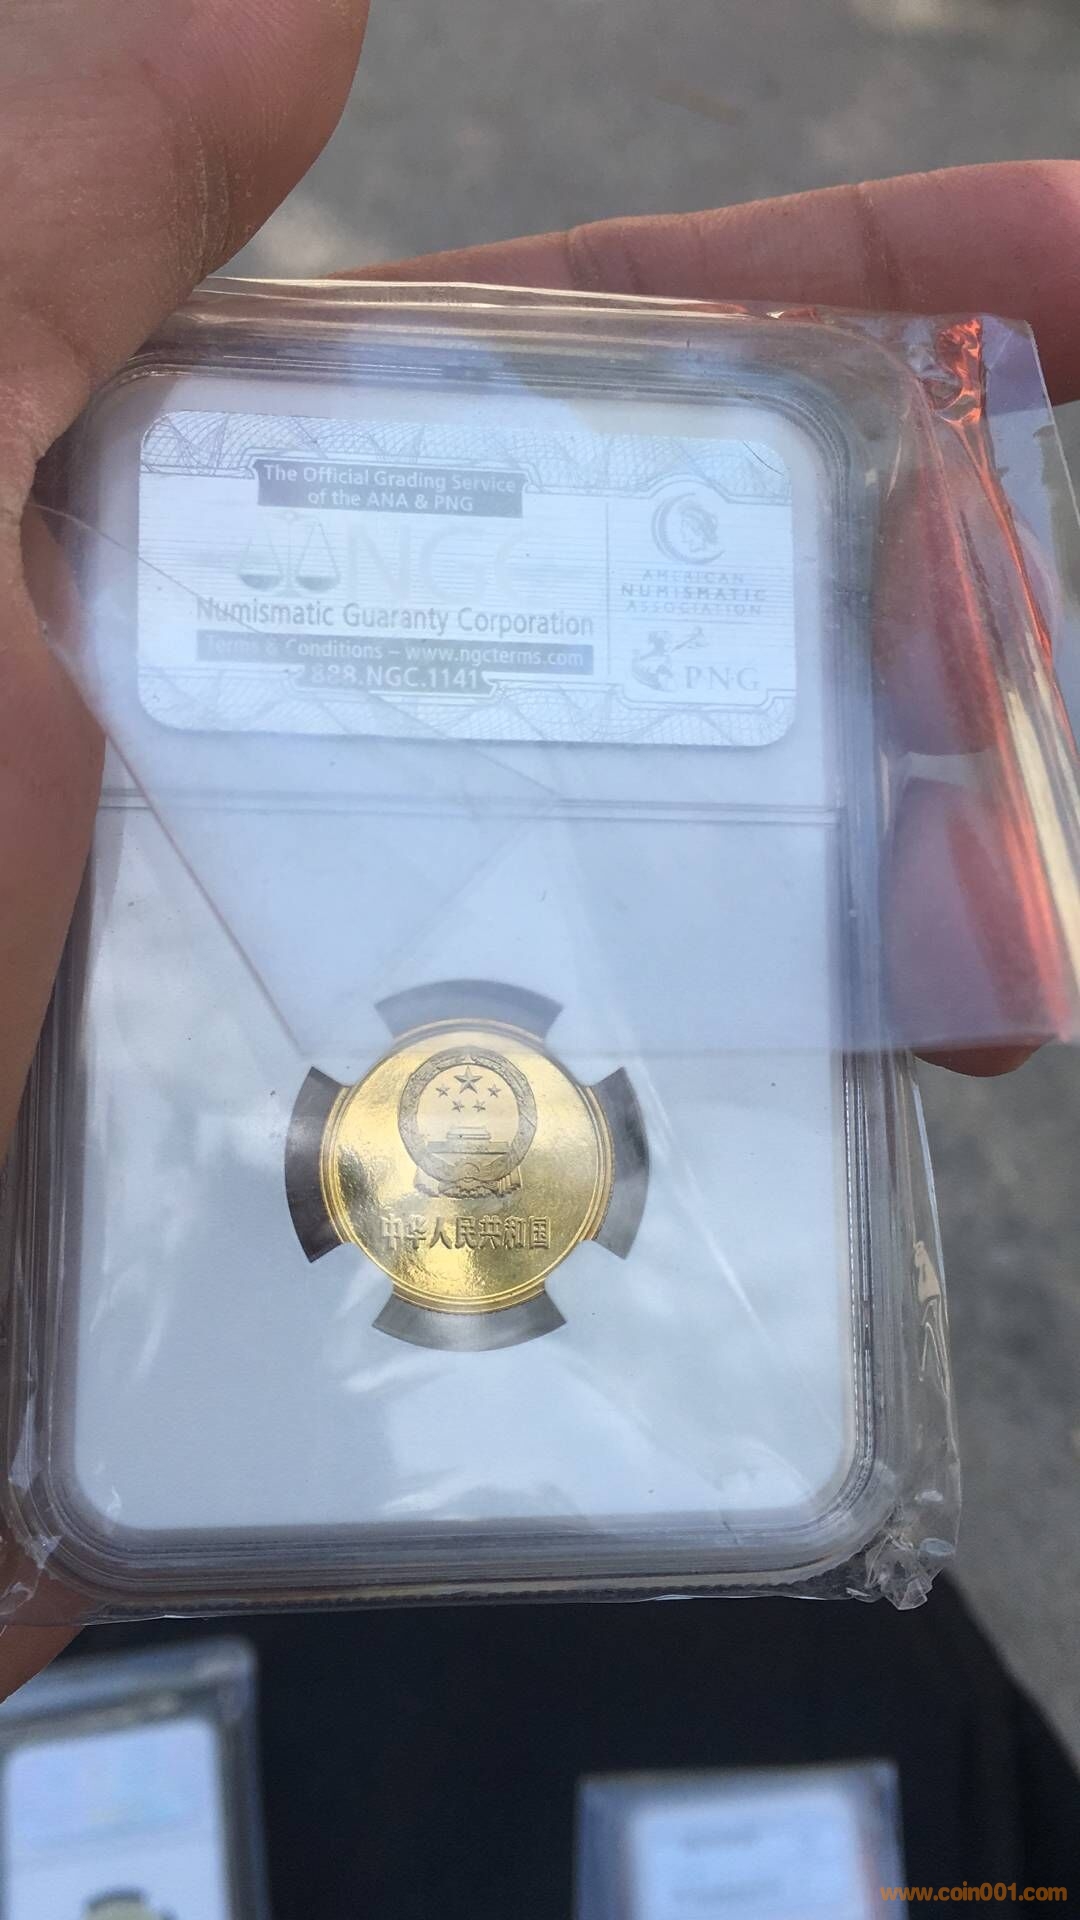 The Official Grading Service
of the ANA & PNG
NGC
Numismatic Guaranty Corporation
Terms & Conditions – www.ngcterms.com
888.NGC.1141
AMERICAN
NUMISMATIC
ASSOCIATION
PNG
中华人民共和国
www.coin001.com